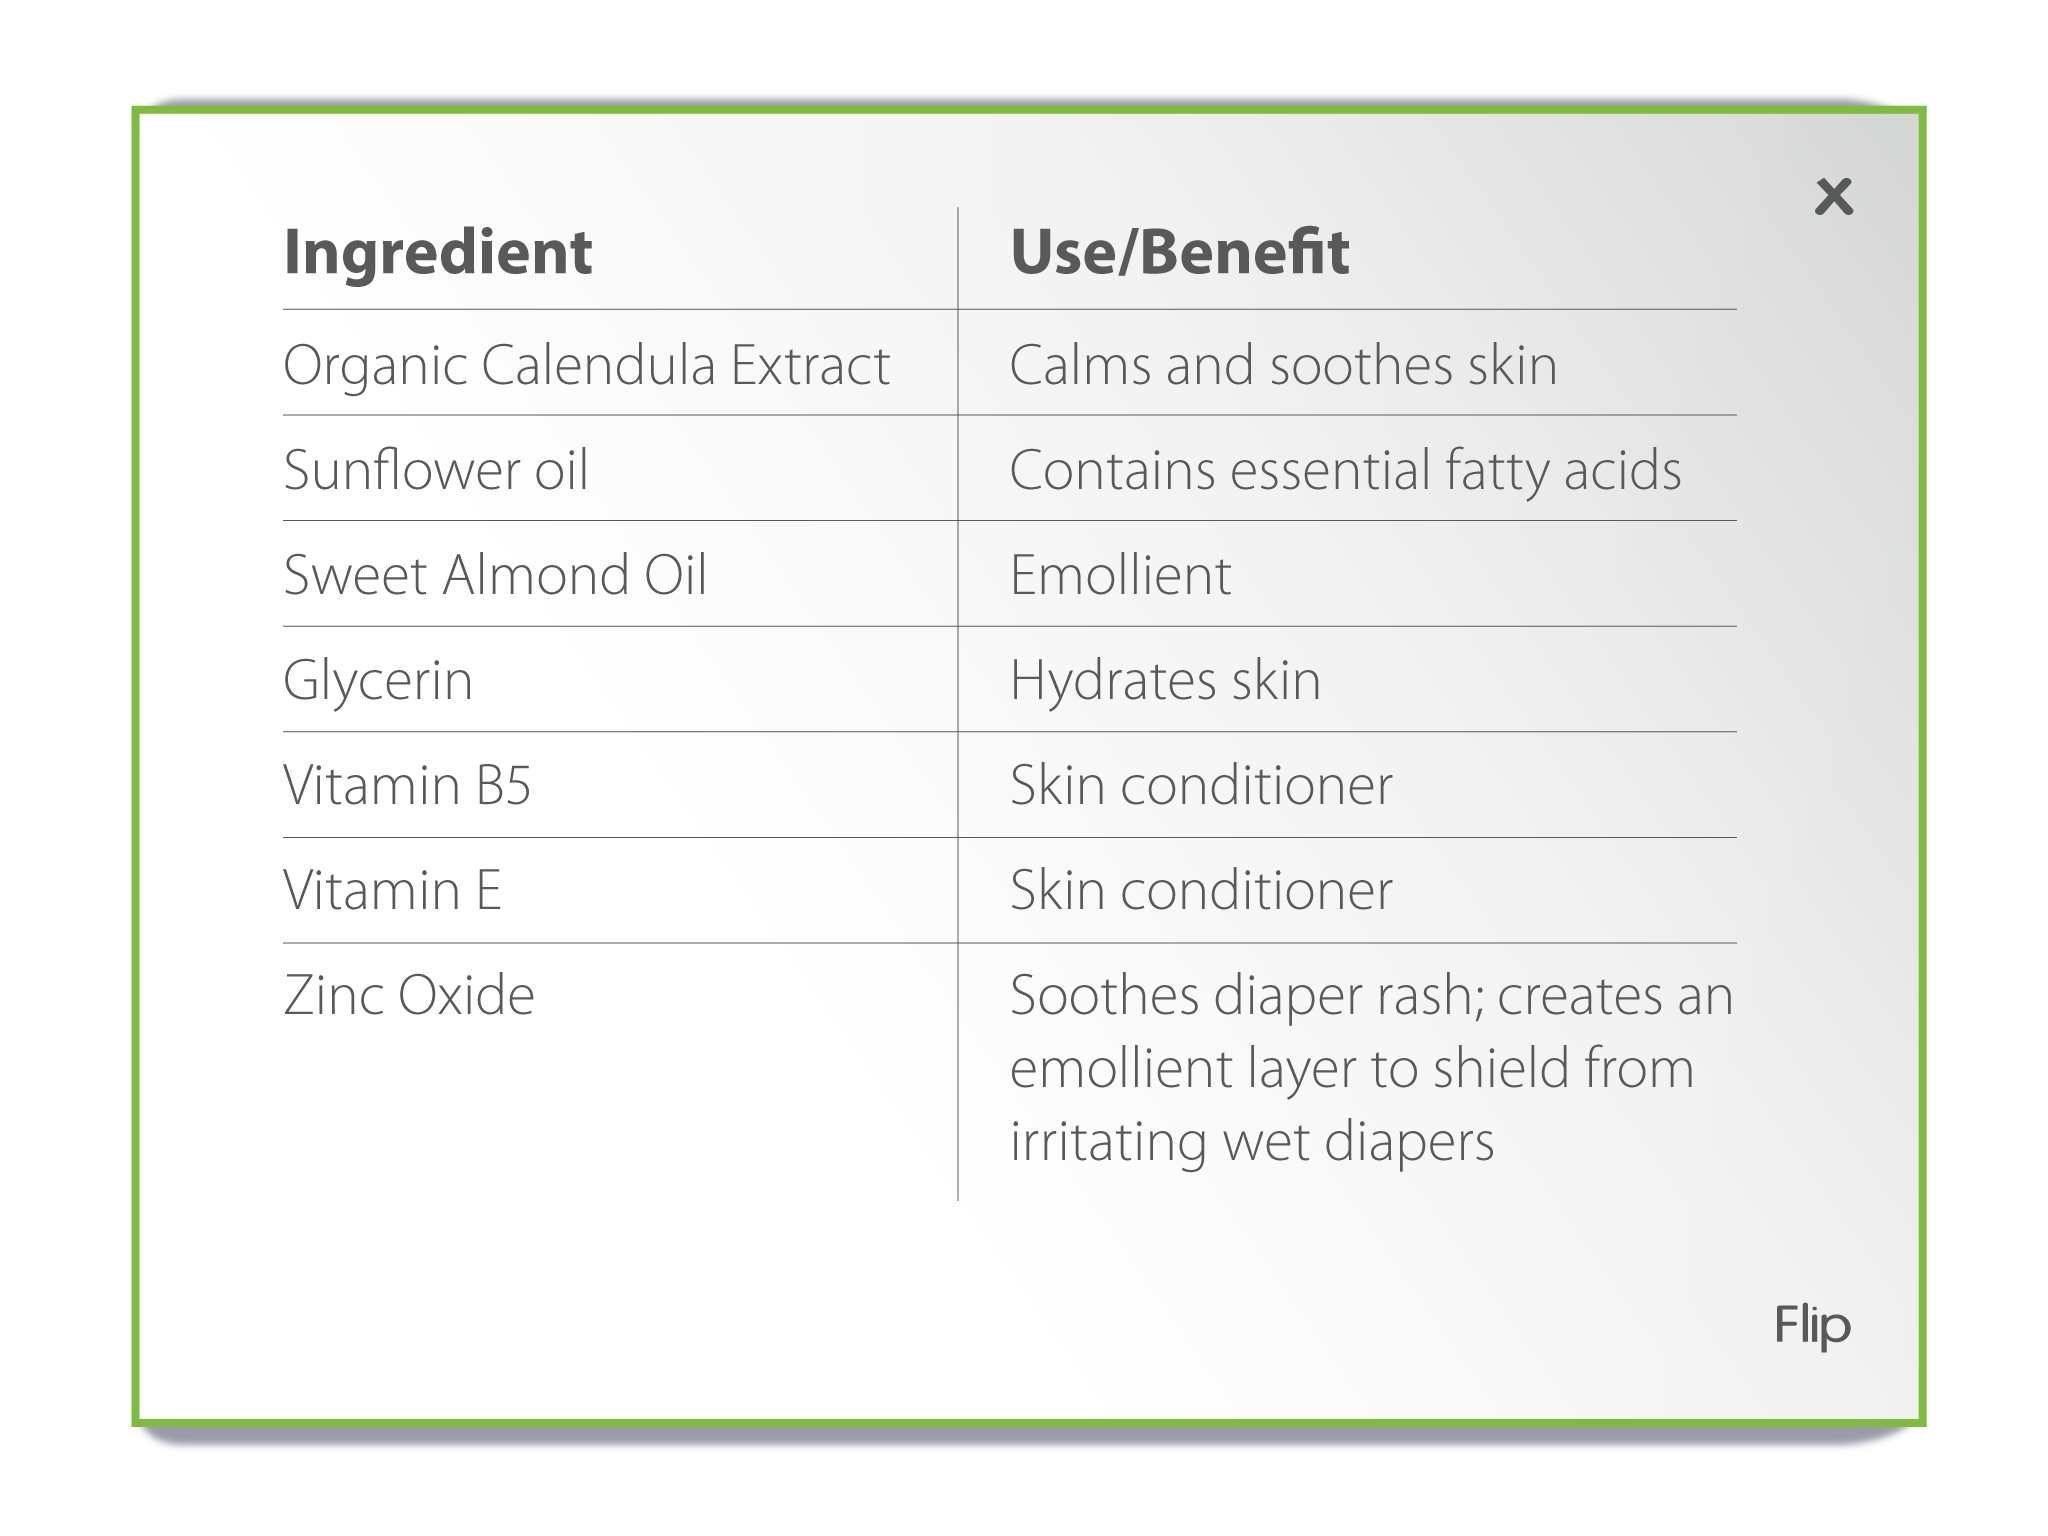 x
Ingredient Use/Benefit
Organic Calendula Extract Calms and soothes skin
Sunflower oil Contains essential fatty acids
Sweet Almond Oil Emollient
Glycerin Hydrates skin
Vitamin B5 Skin conditioner
Vitamin E Skin conditioner
Zinc Oxide Soothes diaper rash; creates an
emollient layer to shield from
irritating wet diapers
Flip